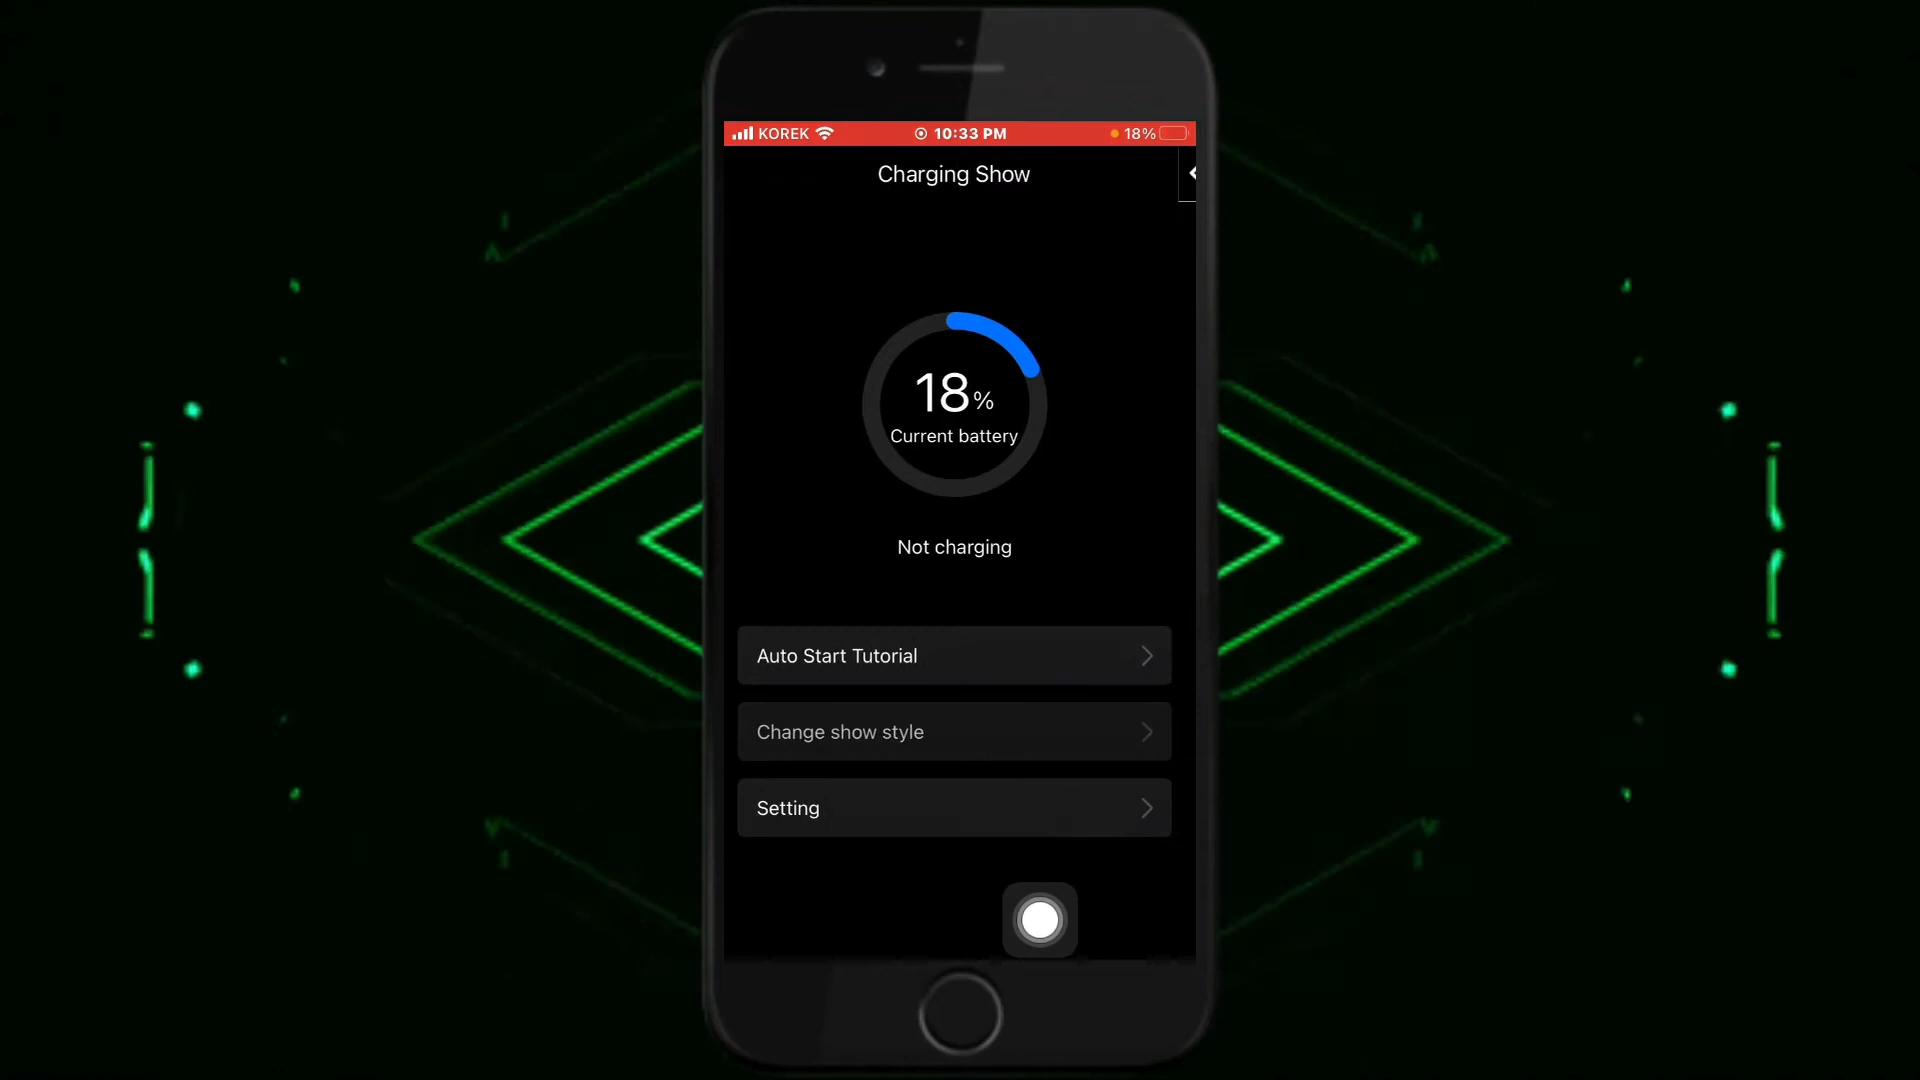 KOREK 10:33 PM 18%
Charging Show
18%
Current battery
Not charging
Auto Start Tutorial
Change show style
Setting